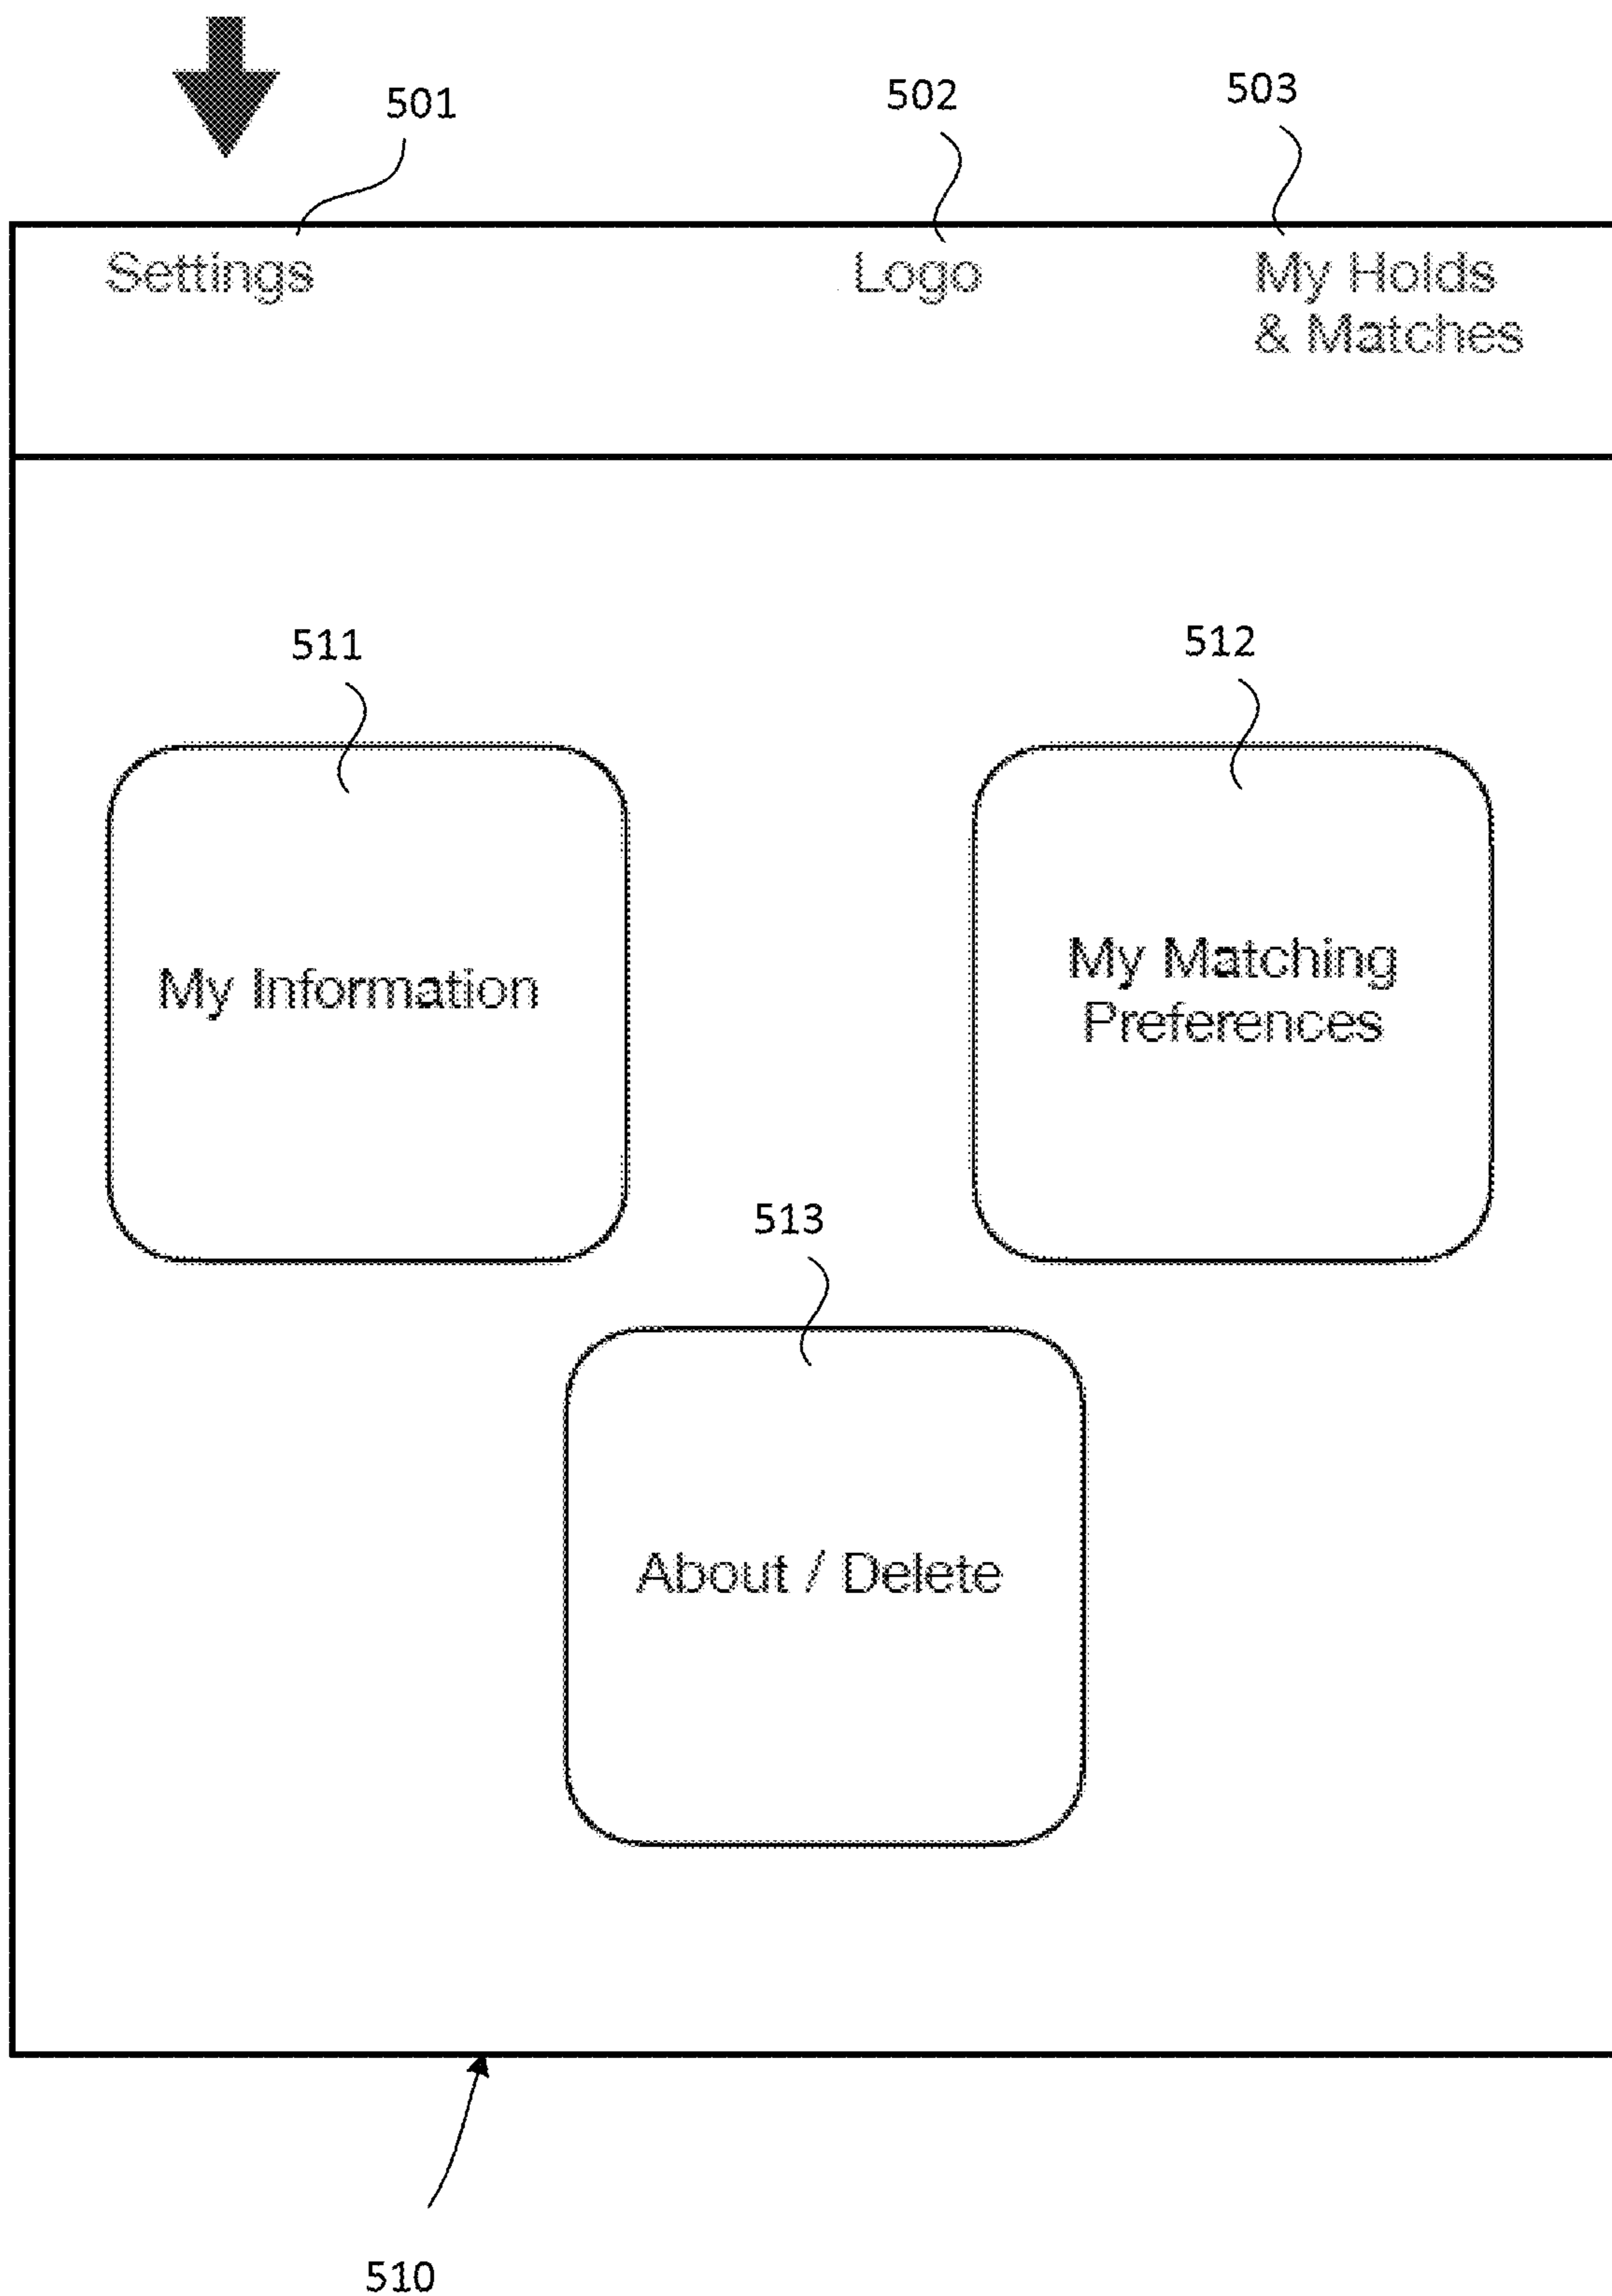 501
502
503
Settings
Logo
My Holds
& Matches
511
512
My Information
My Matching
Preferences
513
About / Delete
510